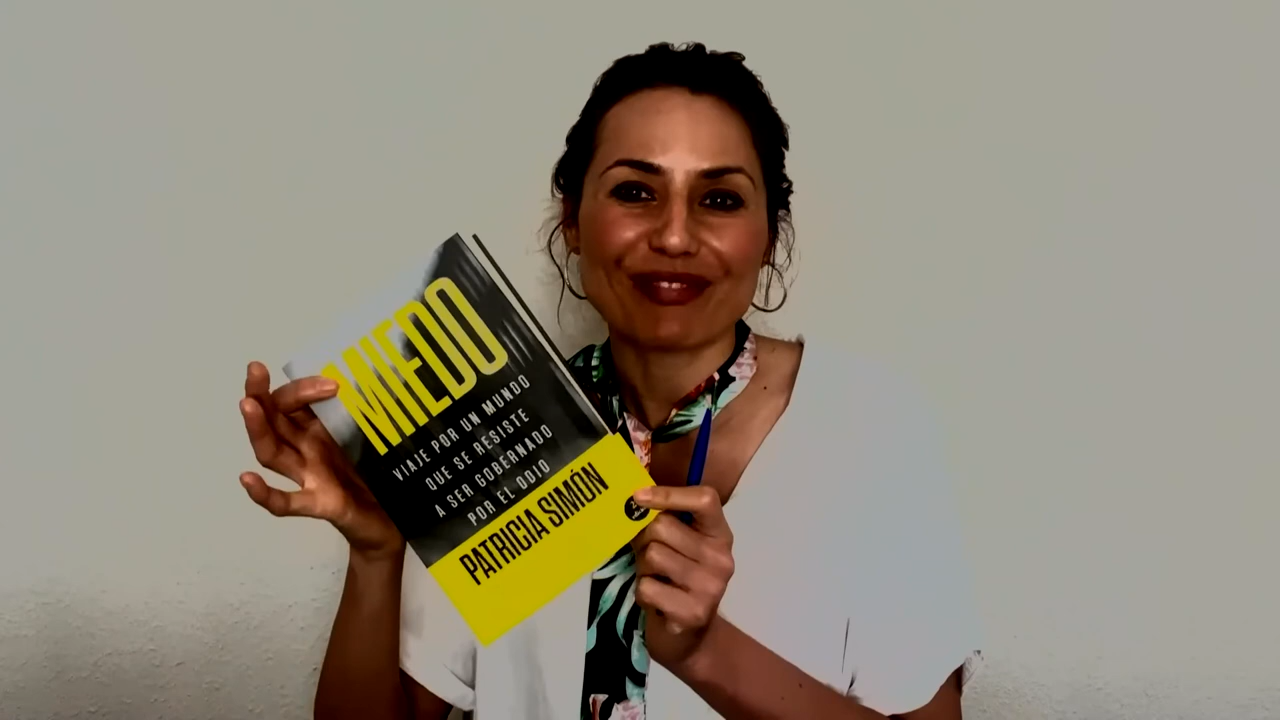 MIEDO
VIAJE POR UN MUNDO
QUE SE RESISTE
A SER GOBERNADO
POR EL ODIO
PATRICIA SIMÓN